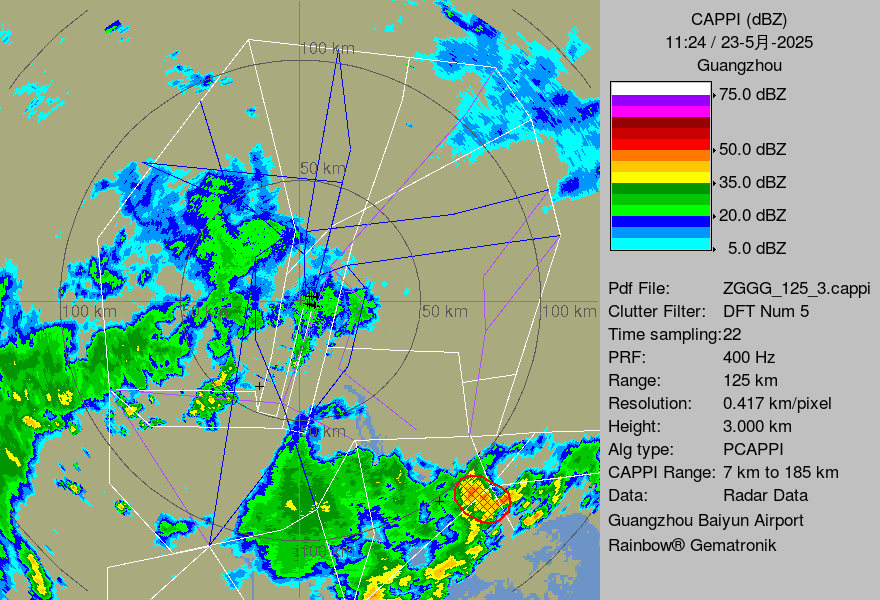 CAPPI (dBZ)
11:24 / 23-5月-2025
Guangzhou
75.0 dBZ
50.0 dBZ
35.0 dBZ
20.0 dBZ
5.0 dBZ
Pdf File: ZGGG_125_3.cappi
Clutter Filter: DFT Num 5
Time sampling:22
PRF: 400 Hz
Range: 125 km
Resolution: 0.417 km/pixel
Height: 3.000 km
Alg type: PCAPPI
CAPPI Range: 7 km to 185 km
Data: Radar Data
Guangzhou Baiyun Airport
Rainbow® Gematronik
100 km
50 km
100 km
50 km
50 km
100 km
km
100 km